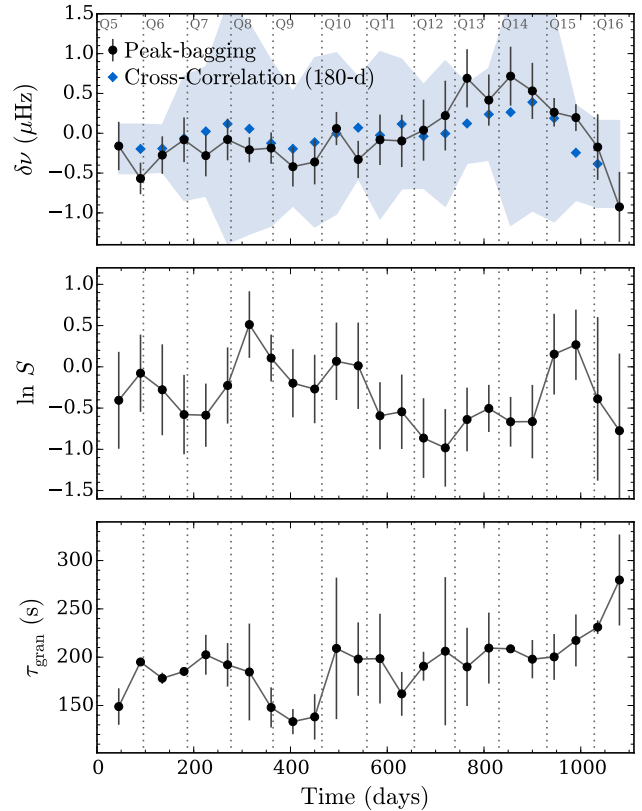 Q5 Q6 Q7 Q8 Q9 Q10 Q11 Q12 Q13 Q14 Q15 Q16
Peak-bagging
Cross-Correlation (180-d)
δν (μHz)
1.5
1.0
0.5
0.0
−0.5
−1.0
ln S
1.0
0.5
0.0
−0.5
−1.0
−1.5
τgran (s)
300
250
200
150
0 200 400 600 800 1000
Time (days)